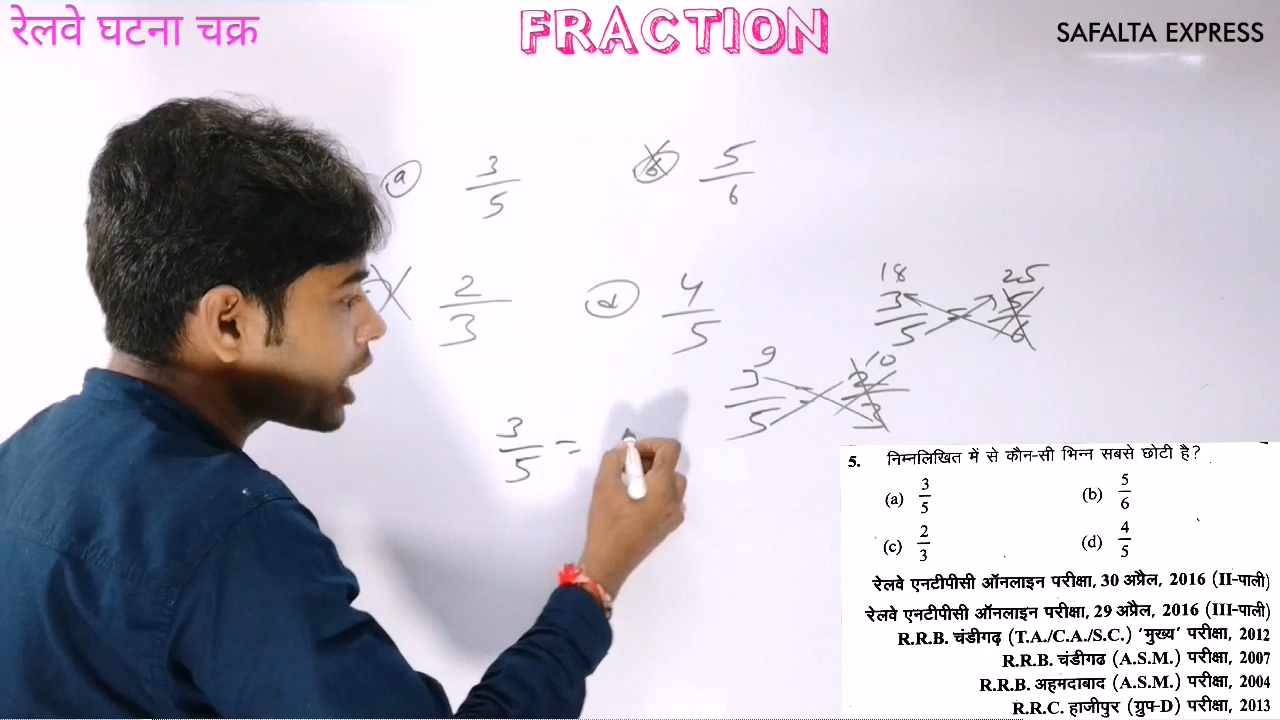 रेलवे घटना चक्र
FRACTION
SAFALTA EXPRESS
a 3/5
b 5/6
2/3
d 4/5
18 25
3/5 = 5/6
9 10
3/5 = 2/3
3/5 =
5. निम्नलिखित में से कौन-सी भिन्न सबसे छोटी है?
(a) 3/5 (b) 5/6
(c) 2/3 (d) 4/5
रेलवे एनटीपीसी ऑनलाइन परीक्षा, 30 अप्रैल, 2016 (II-पाली)
रेलवे एनटीपीसी ऑनलाइन परीक्षा, 29 अप्रैल, 2016 (III-पाली)
R.R.B. चंडीगढ़ (T.A./C.A./S.C.) ‘मुख्य’ परीक्षा, 2012
R.R.B. चंडीगढ (A.S.M.) परीक्षा, 2007
R.R.B. अहमदाबाद (A.S.M.) परीक्षा, 2004
R.R.C. हाजीपुर (ग्रुप-D) परीक्षा, 2013